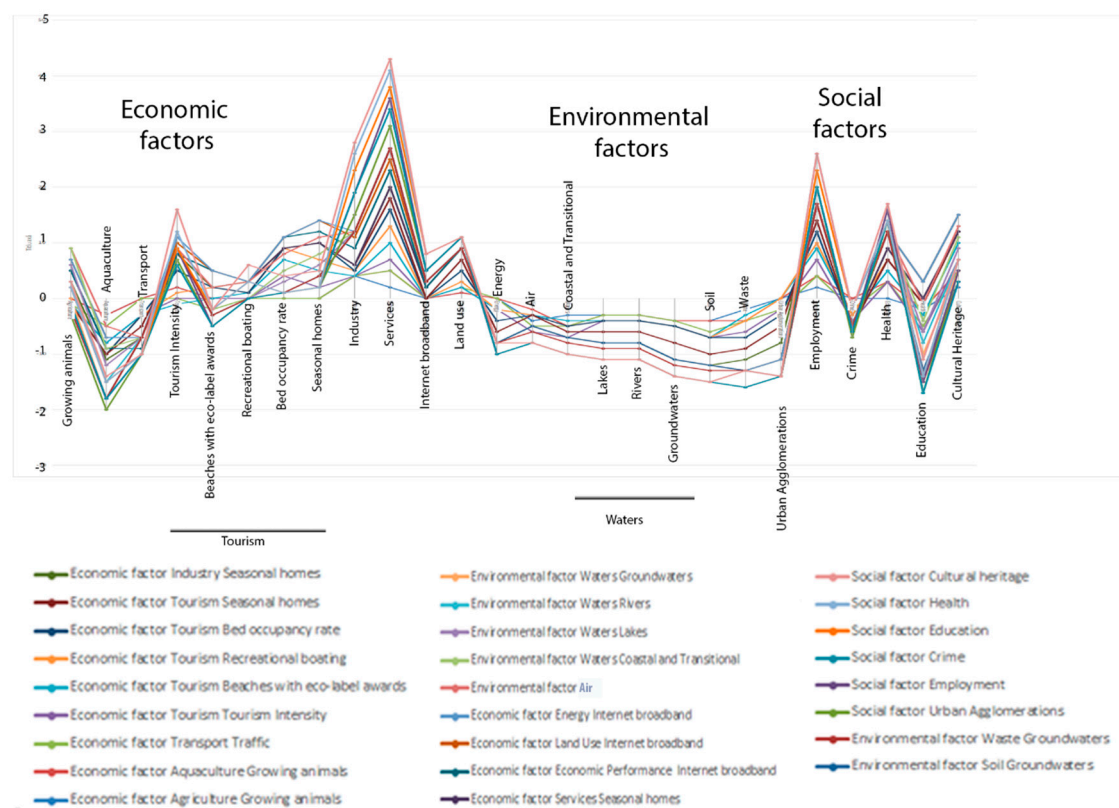 -5
4
3
2
1
0
-1
-2
-3
Economic
factors
Environmental
factors
Social
factors
Growing animals
Aquaculture
Transport
Tourism Intensity
Beaches with eco-label awards
Recreational boating
Bed occupancy rate
Seasonal homes
Industry
Services
Internet broadband
Land use
Energy
Air
Coastal and Transitional
Lakes
Rivers
Groundwaters
Soil
Waste
Urban Agglomerations
Employment
Crime
Health
Education
Cultural Heritage
Tourism
Waters
Economic factor Industry Seasonal homes
Economic factor Tourism Seasonal homes
Economic factor Tourism Bed occupancy rate
Economic factor Tourism Recreational boating
Economic factor Tourism Beaches with eco-label awards
Economic factor Tourism Tourism Intensity
Economic factor Transport Traffic
Economic factor Aquaculture Growing animals
Economic factor Agriculture Growing animals
Environmental factor Waters Groundwaters
Environmental factor Waters Rivers
Environmental factor Waters Lakes
Environmental factor Waters Coastal and Transitional
Environmental factor Air
Economic factor Energy Internet broadband
Economic factor Land Use Internet broadband
Economic factor Economic Performance Internet broadband
Economic factor Services Seasonal homes
Social factor Cultural heritage
Social factor Health
Social factor Education
Social factor Crime
Social factor Employment
Social factor Urban Agglomerations
Environmental factor Waste Groundwaters
Environmental factor Soil Groundwaters